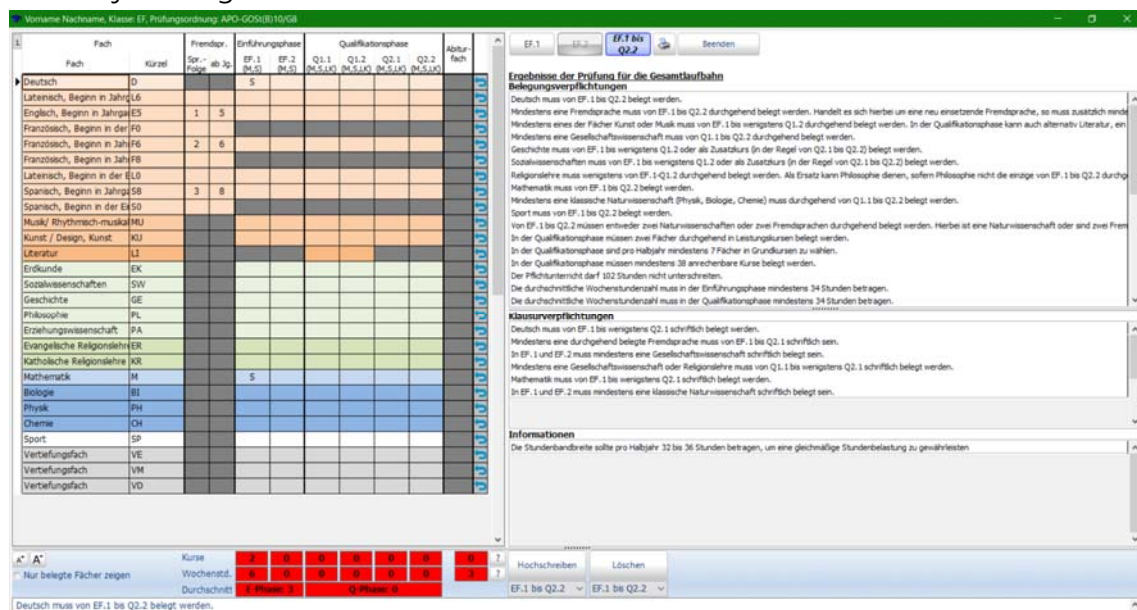 Vorname Nachname, Klasse: EF, Prüfungsordnung: APO-GOSt(B)10/G8
EF.1 EF.2 EF.1 bis Q2.2 Beenden
Fach Fremdspr. Einführungsphase Qualifikationsphase Abitur-fach
Fach Kürzel Spr.-Folge ab Jg. EF.1 (M,S) EF.2 (M,S) Q1.1 (M,S,LK) Q1.2 (M,S,LK) Q2.1 (M,S,LK) Q2.2 (M,S,LK)
Deutsch D S
Lateinisch, Beginn in Jahrg L6
Englisch, Beginn in Jahrga E5 1 5
Französisch, Beginn in der F0
Französisch, Beginn in Jah F6 2 6
Französisch, Beginn in Jah F8
Lateinisch, Beginn in der E L0
Spanisch, Beginn in Jahrga S8 3 8
Spanisch, Beginn in der Ei S0
Musik/ Rhythmisch-musikal MU
Kunst / Design, Kunst KU
Literatur LI
Erdkunde EK
Sozialwissenschaften SW
Geschichte GE
Philosophie PL
Erziehungswissenschaft PA
Evangelische Religionslehre ER
Katholische Religionslehre KR
Mathematik M S
Biologie BI
Physik PH
Chemie CH
Sport SP
Vertiefungsfach VE
Vertiefungsfach VM
Vertiefungsfach VD
A- A+
Nur belegte Fächer zeigen
Kurse 2 0 0 0 0 0 0 ?
Wochenstd. 6 0 0 0 0 0 3 ?
Durchschnitt E-Phase: 3 Q-Phase: 0
Ergebnisse der Prüfung für die Gesamtlaufbahn
Belegungsverpflichtungen
Deutsch muss von EF.1 bis Q2.2 belegt werden.
Mindestens eine Fremdsprache muss von EF.1 bis Q2.2 durchgehend belegt werden. Handelt es sich hierbei um eine neu einsetzende Fremdsprache, so muss zusätzlich minde
Mindestens eines der Fächer Kunst oder Musik muss von EF.1 bis wenigstens Q1.2 durchgehend belegt werden. In der Qualifikationsphase kann auch alternativ Literatur, ein
Mindestens eine Gesellschaftswissenschaft muss von Q1.1 bis Q2.2 durchgehend belegt werden.
Geschichte muss von EF.1 bis wenigstens Q1.2 oder als Zusatzkurs (in der Regel von Q2.1 bis Q2.2) belegt werden.
Sozialwissenschaften muss von EF.1 bis wenigstens Q1.2 oder als Zusatzkurs (in der Regel von Q2.1 bis Q2.2) belegt werden.
Religionslehre muss wenigstens von EF.1-Q1.2 durchgehend belegt werden. Als Ersatz kann Philosophie dienen, sofern Philosophie nicht die einzige von EF.1 bis Q2.2 durchge
Mathematik muss von EF.1 bis Q2.2 belegt werden.
Mindestens eine klassische Naturwissenschaft (Physik, Biologie, Chemie) muss durchgehend von Q1.1 bis Q2.2 belegt werden.
Sport muss von EF.1 bis Q2.2 belegt werden.
Von EF.1 bis Q2.2 müssen entweder zwei Naturwissenschaften oder zwei Fremdsprachen durchgehend belegt werden. Hierbei ist eine Naturwissenschaft oder sind zwei Frem
In der Qualifikationsphase müssen zwei Fächer durchgehend in Leistungskursen belegt werden.
In der Qualifikationsphase sind pro Halbjahr mindestens 7 Fächer in Grundkursen zu wählen.
In der Qualifikationsphase müssen mindestens 38 anrechenbare Kurse belegt werden.
Der Pflichtunterricht darf 102 Stunden nicht unterschreiten.
Die durchschnittliche Wochenstundenzahl muss in der Einführungsphase mindestens 34 Stunden betragen.
Die durchschnittliche Wochenstundenzahl muss in der Qualifikationsphase mindestens 34 Stunden betragen.
Klausurverpflichtungen
Deutsch muss von EF.1 bis wenigstens Q2.1 schriftlich belegt werden.
Mindestens eine durchgehend belegte Fremdsprache muss von EF.1 bis Q2.1 schriftlich sein.
In EF.1 und EF.2 muss mindestens eine Gesellschaftswissenschaft schriftlich belegt sein.
Mindestens eine Gesellschaftswissenschaft oder Religionslehre muss von Q1.1 bis wenigstens Q2.1 schriftlich belegt werden.
Mathematik muss von EF.1 bis wenigstens Q2.1 schriftlich belegt werden.
In EF.1 und EF.2 muss mindestens eine klassische Naturwissenschaft schriftlich belegt sein.
Informationen
Die Stundenbandbreite sollte pro Halbjahr 32 bis 36 Stunden betragen, um eine gleichmäßige Stundenbelastung zu gewährleisten
Hochschreiben Löschen
EF.1 bis Q2.2 EF.1 bis Q2.2
Deutsch muss von EF.1 bis Q2.2 belegt werden.